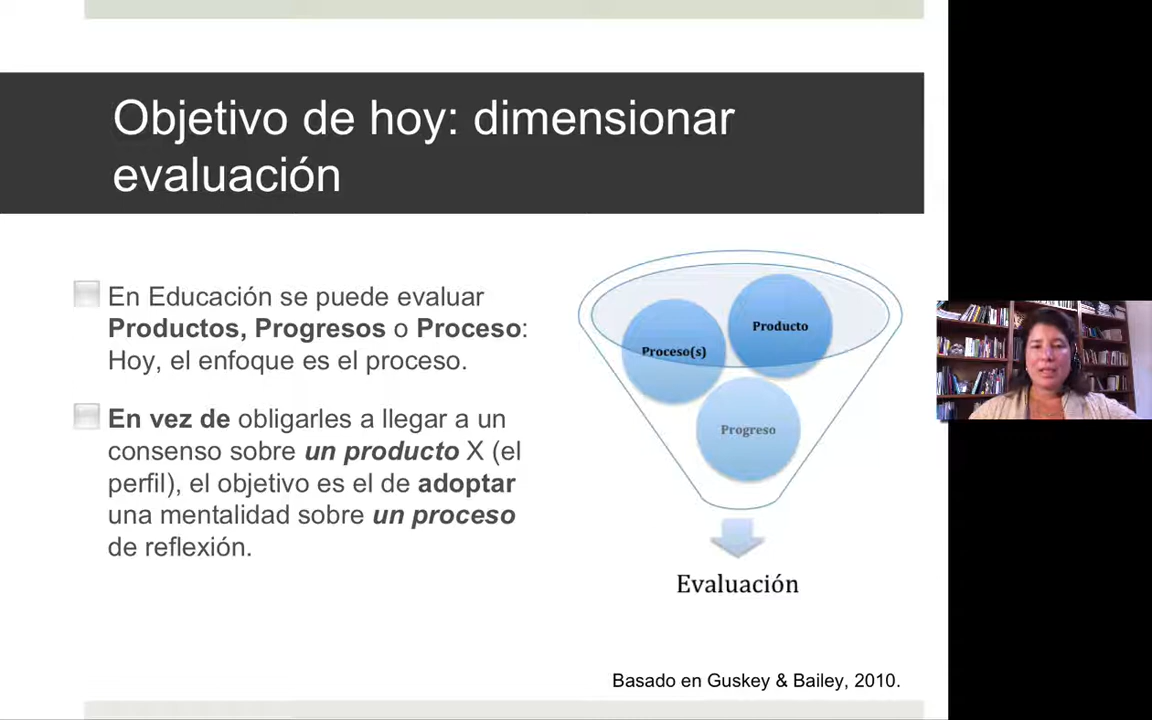 Objetivo de hoy: dimensionar
evaluación
En Educación se puede evaluar
Productos, Progresos o Proceso:
Hoy, el enfoque es el proceso.
En vez de obligarles a llegar a un
consenso sobre un producto X (el
perfil), el objetivo es el de adoptar
una mentalidad sobre un proceso
de reflexión.
Producto
Proceso(s)
Progreso
Evaluación
Basado en Guskey & Bailey, 2010.